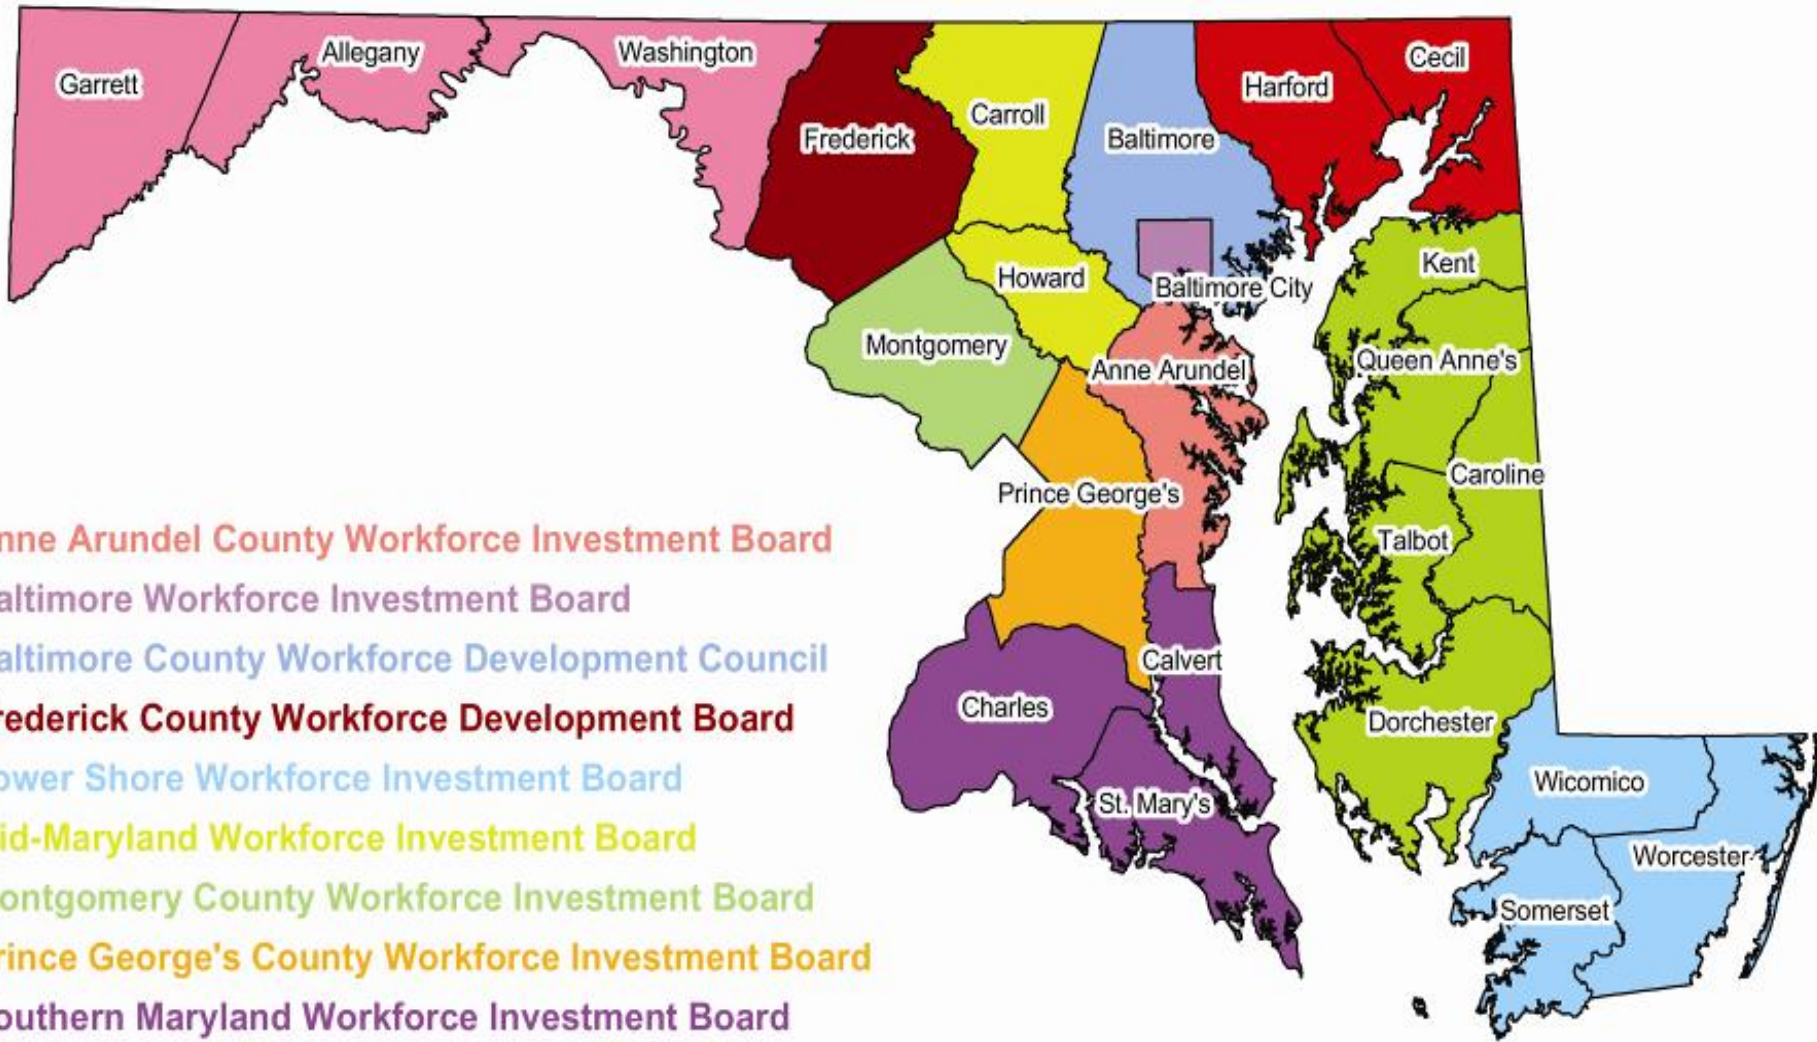 Garrett
Allegany
Washington
Frederick
Carroll
Baltimore
Harford
Cecil
Howard
Baltimore City
Kent
Montgomery
Anne Arundel
Queen Anne's
Prince George's
Caroline
Talbot
Calvert
Charles
Dorchester
St. Mary's
Wicomico
Worcester
Somerset
nne Arundel County Workforce Investment Board
altimore Workforce Investment Board
altimore County Workforce Development Council
rederick County Workforce Development Board
ower Shore Workforce Investment Board
id-Maryland Workforce Investment Board
ontgomery County Workforce Investment Board
rince George's County Workforce Investment Board
outhern Maryland Workforce Investment Board